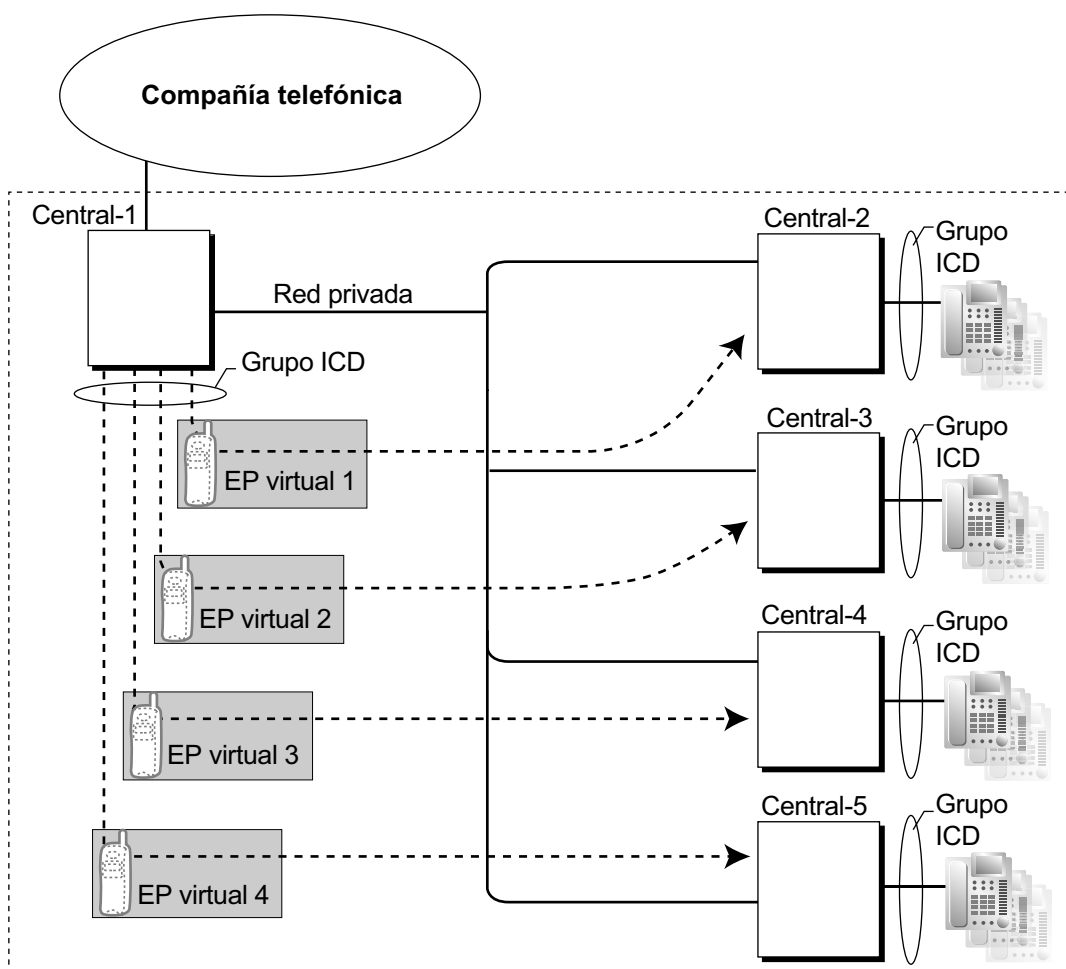 Compañía telefónica
Central-1
Central-2
Grupo
ICD
Red privada
Grupo ICD
Central-3
Grupo
ICD
EP virtual 1
EP virtual 2
Central-4
Grupo
ICD
EP virtual 3
Central-5
Grupo
ICD
EP virtual 4